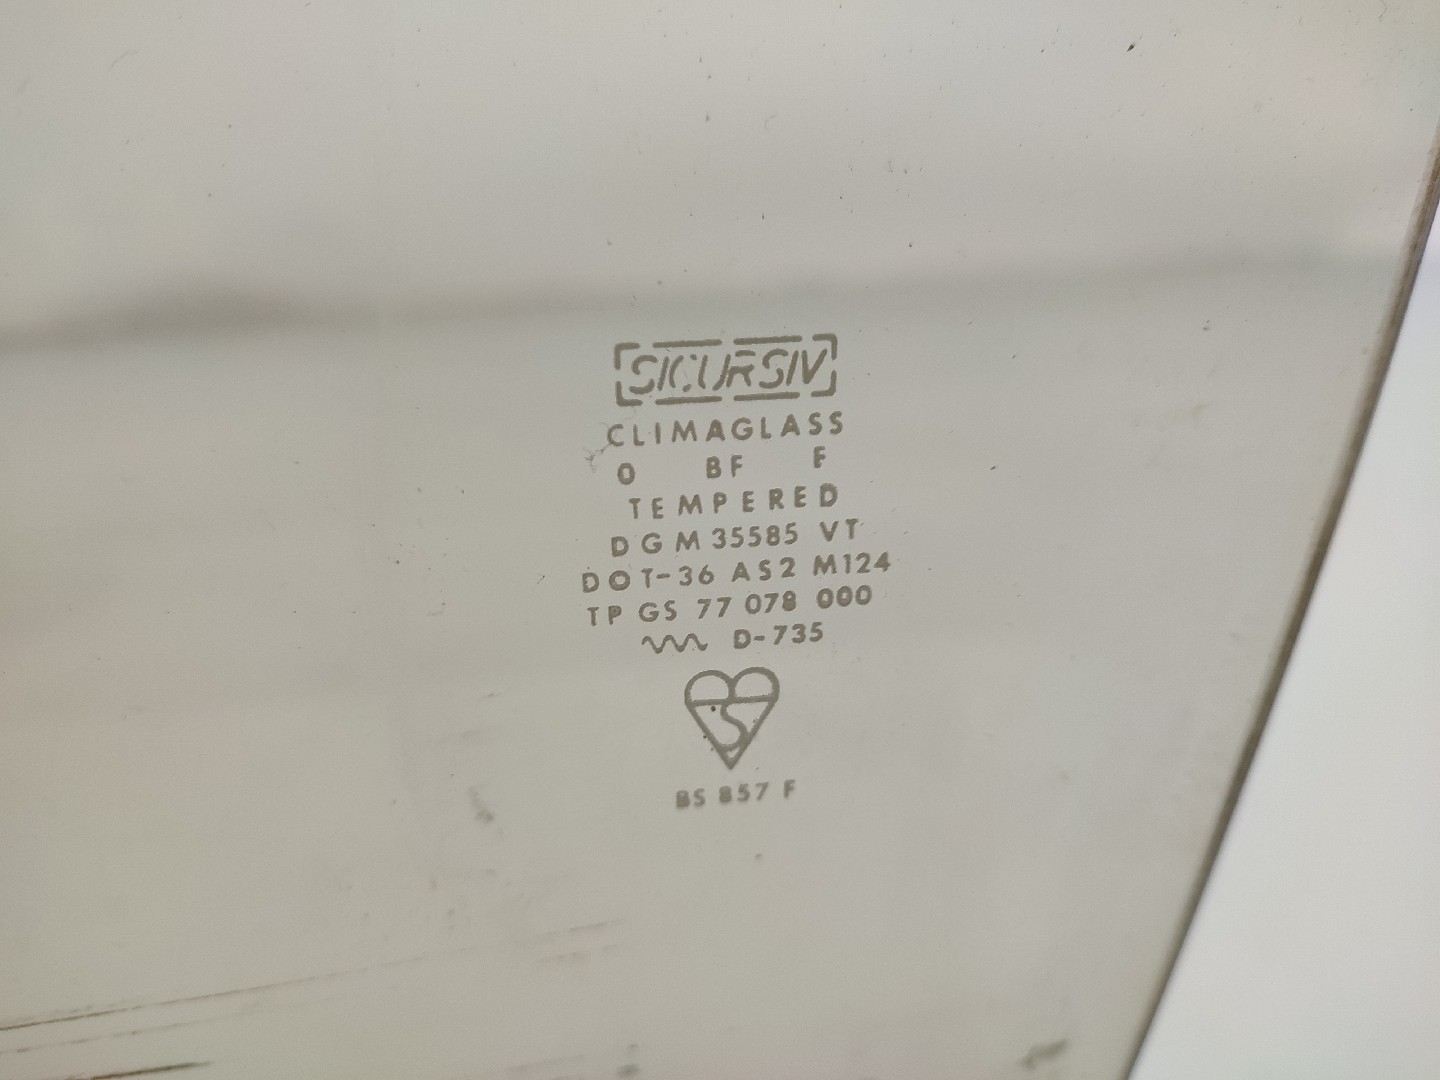 SICURSIV
CLIMAGLASS
O BF F
TEMPERED
DGM 35585 VT
DOT-36 AS2 M124
TP GS 77 078 000
D-735
S
BS 857 F